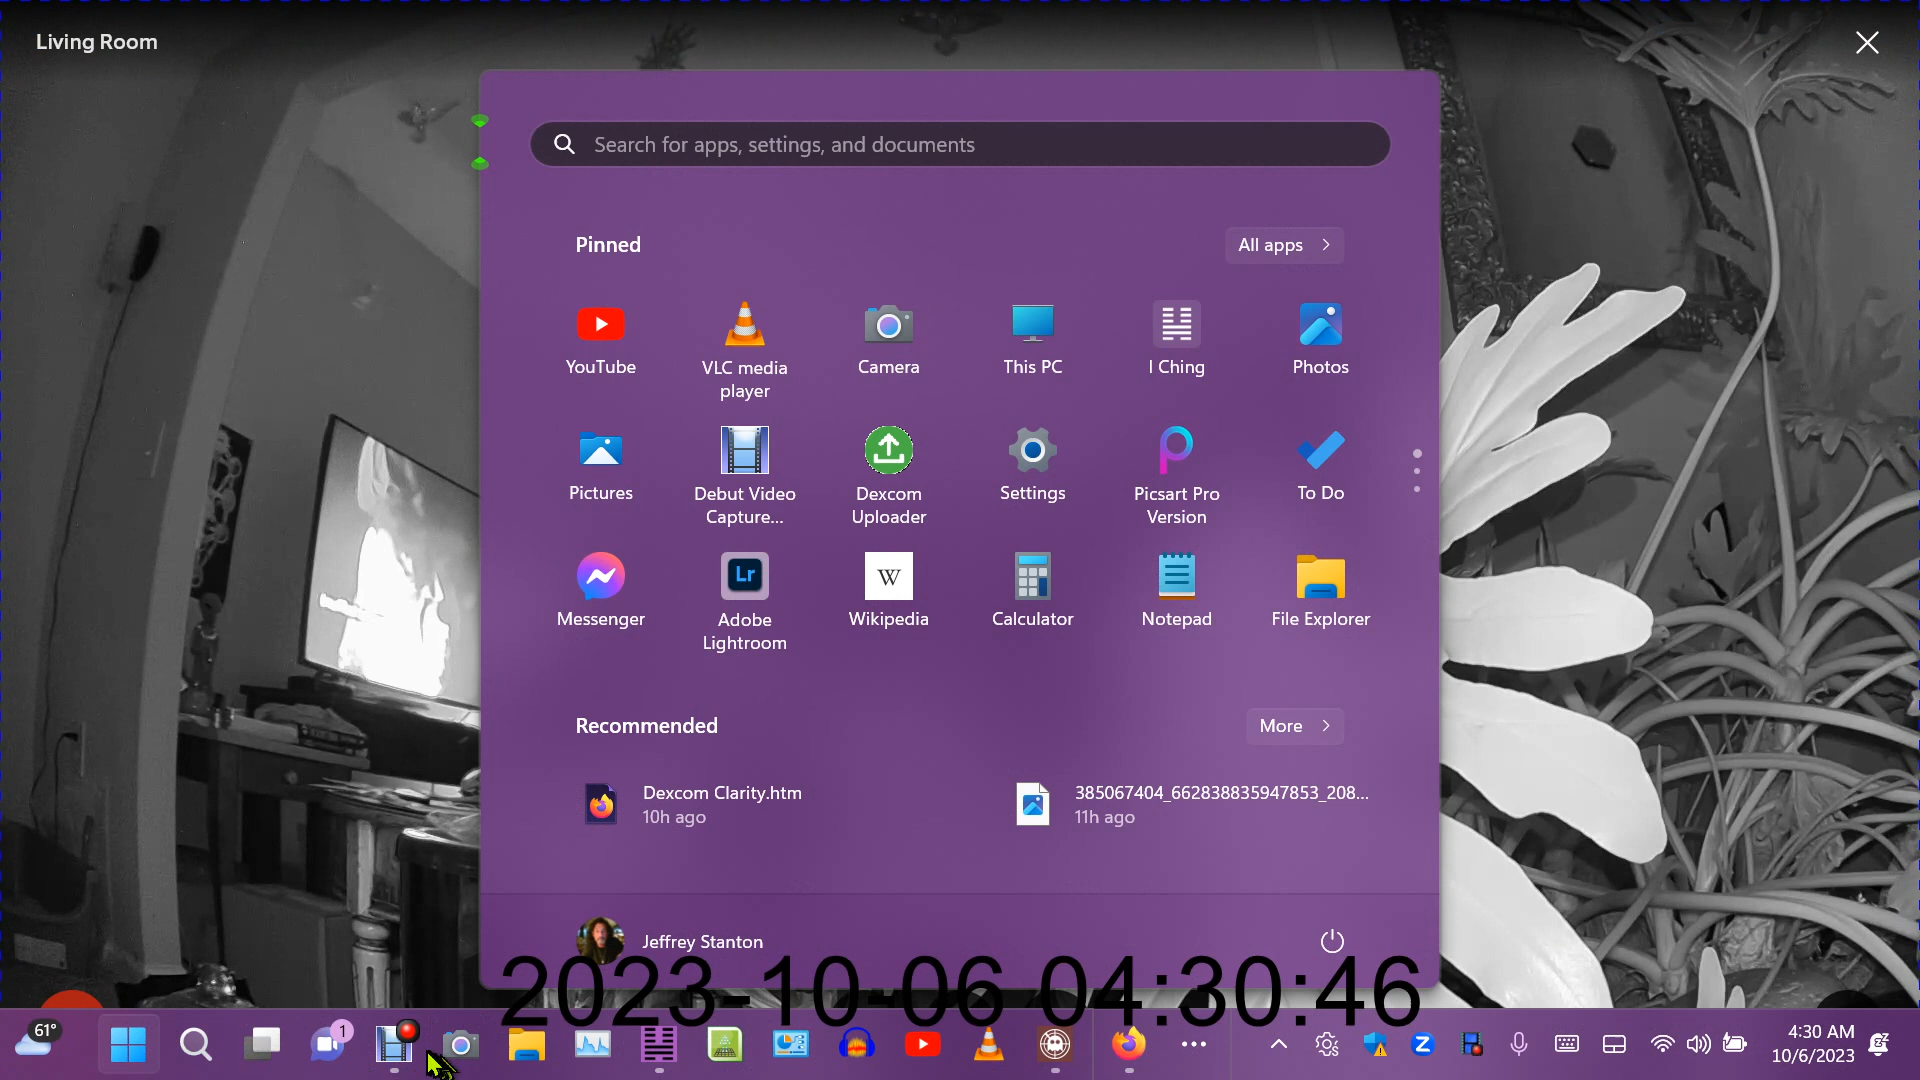 Living Room
Search for apps, settings, and documents
Pinned
All apps
YouTube
VLC media
player
Camera
This PC
I Ching
Photos
Pictures
Debut Video
Capture...
Dexcom
Uploader
Settings
Picsart Pro
Version
To Do
Messenger
Lr
Adobe
Lightroom
W
Wikipedia
Calculator
Notepad
File Explorer
Recommended
More
Dexcom Clarity.htm
10h ago
385067404_662838835947853_208...
11h ago
Jeffrey Stanton
2023-10-06 04:30:46
61°
1
Z
4:30 AM
10/6/2023